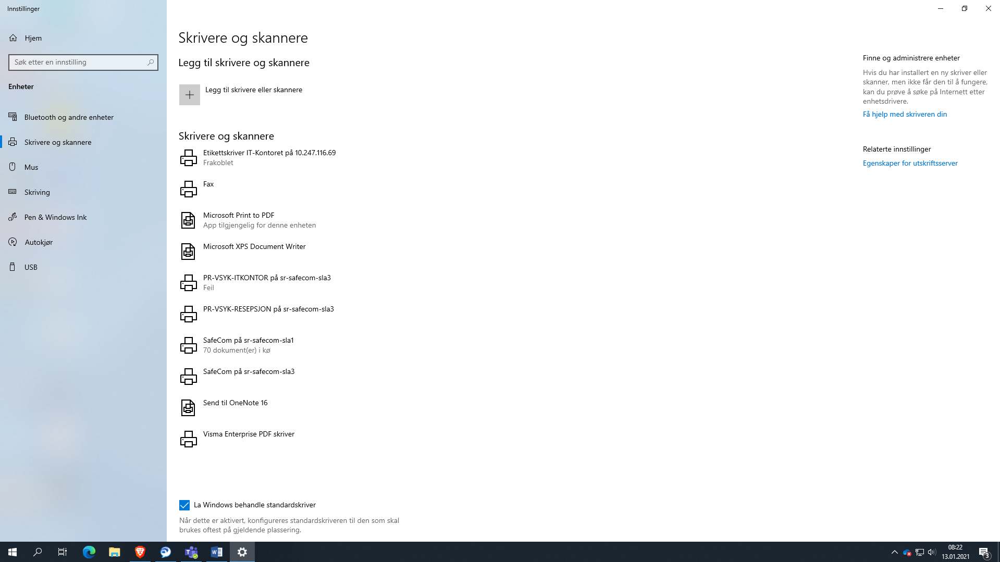 Innstillinger
Hjem
Søk etter en innstilling
Enheter
Bluetooth og andre enheter
Skrivere og skannere
Mus
Skriving
Pen & Windows Ink
Autokjør
USB
Skrivere og skannere
Legg til skrivere og skannere
Legg til skrivere eller skannere
Skrivere og skannere
Etikettskriver IT-Kontoret på 10.247.116.69
Frakoblet
Fax
Microsoft Print to PDF
App tilgjengelig for denne enheten
Microsoft XPS Document Writer
PR-VSYK-ITKONTOR på sr-safecom-sla3
Feil
PR-VSYK-RESEPSJON på sr-safecom-sla3
SafeCom på sr-safecom-sla1
70 dokument(er) i kø
SafeCom på sr-safecom-sla3
Send til OneNote 16
Visma Enterprise PDF skriver
La Windows behandle standardskriver
Når dette er aktivert, konfigureres standardskriveren til den som skal
brukes oftest på gjeldende plassering.
Finne og administrere enheter
Hvis du har installert en ny skriver eller
skanner, men ikke får den til å fungere,
kan du prøve å søke på Internett etter
enhetsdrivere.
Få hjelp med skriveren din
Relaterte innstillinger
Egenskaper for utskriftsserver
08:22
13.01.2021
3